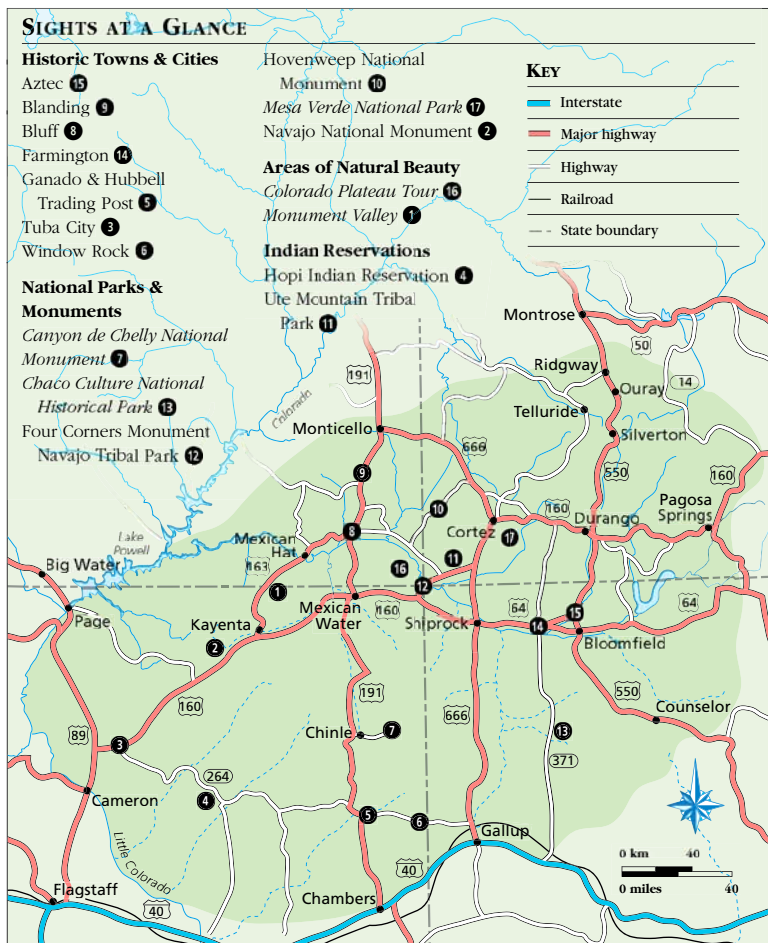 SIGHTS AT A GLANCE
Historic Towns & Cities
Aztec 15
Blanding 9
Bluff 8
Farmington 14
Ganado & Hubbell
Trading Post 5
Tuba City 3
Window Rock 6
National Parks &
Monuments
Canyon de Chelly National
Monument 7
Chaco Culture National
Historical Park 13
Four Corners Monument
Navajo Tribal Park 12
Hovenweep National
Monument 10
Mesa Verde National Park 17
Navajo National Monument 2
Areas of Natural Beauty
Colorado Plateau Tour 16
Monument Valley 1
Indian Reservations
Hopi Indian Reservation 4
Ute Mountain Tribal
Park 11
KEY
Interstate
Major highway
Highway
Railroad
State boundary
Montrose
50
Ridgway
191
14
Ouray
Colorado
Telluride
Monticello
Silverton
666
9
550
160
10
160
Pagosa
Springs
Durango
8
Cortez
17
Lake
Powell
Mexican
Hat
163
11
16
Big Water
12
1
Mexican
Water
160
64
15
64
Page
Kayenta
Shiprock
14
Bloomfield
2
160
191
666
550
Counselor
89
3
Chinle
7
13
371
264
4
Cameron
5
6
Gallup
Little Colorado
40
0 km 40
0 miles 40
Flagstaff
40
Chambers